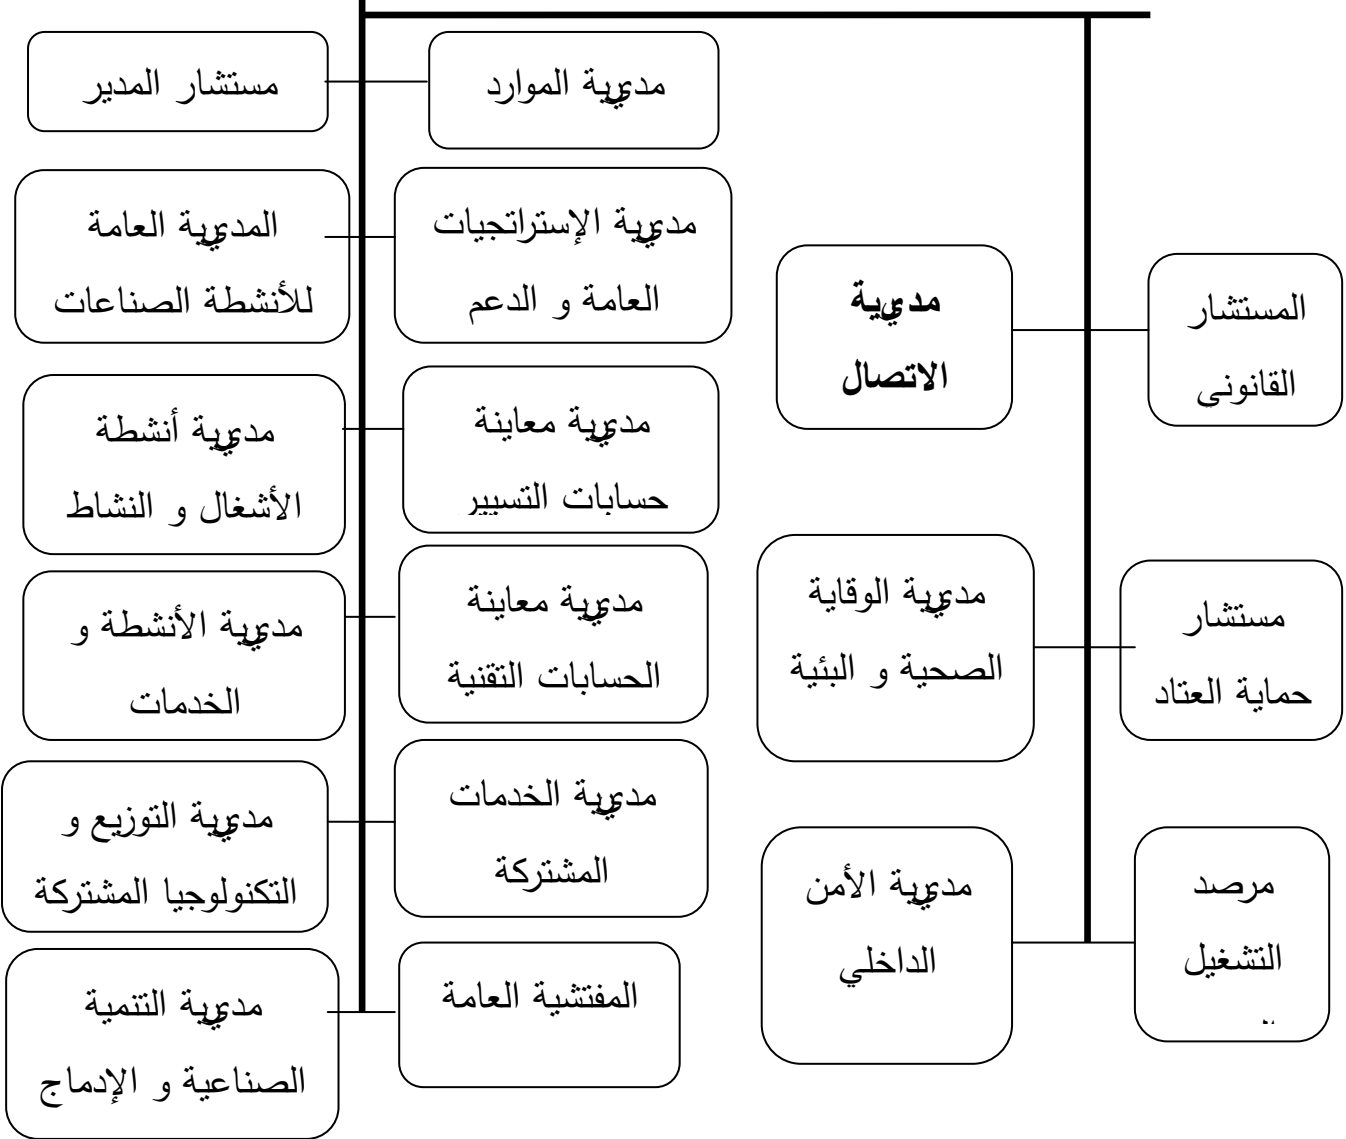 مديرية الموارد
مستشار المدير
مديرية الإستراتجيات
العامة و الدعم
المديرية العامة
للأنشطة الصناعات
المستشار
القانوني
مديرية
الاتصال
مديرية معاينة
حسابات التسيير
مديرية أنشطة
الأشغال و النشاط
مستشار
حماية العتاد
مديرية الوقاية
الصحية و البئية
مديرية معاينة
الحسابات التقنية
مديرية الأنشطة و
الخدمات
مديرية الخدمات
المشتركة
مديرية التوزيع و
التكنولوجيا المشتركة
مرصد
التشغيل
مديرية الأمن
الداخلي
المفتشية العامة
مديرية التنمية
الصناعية و الإدماج